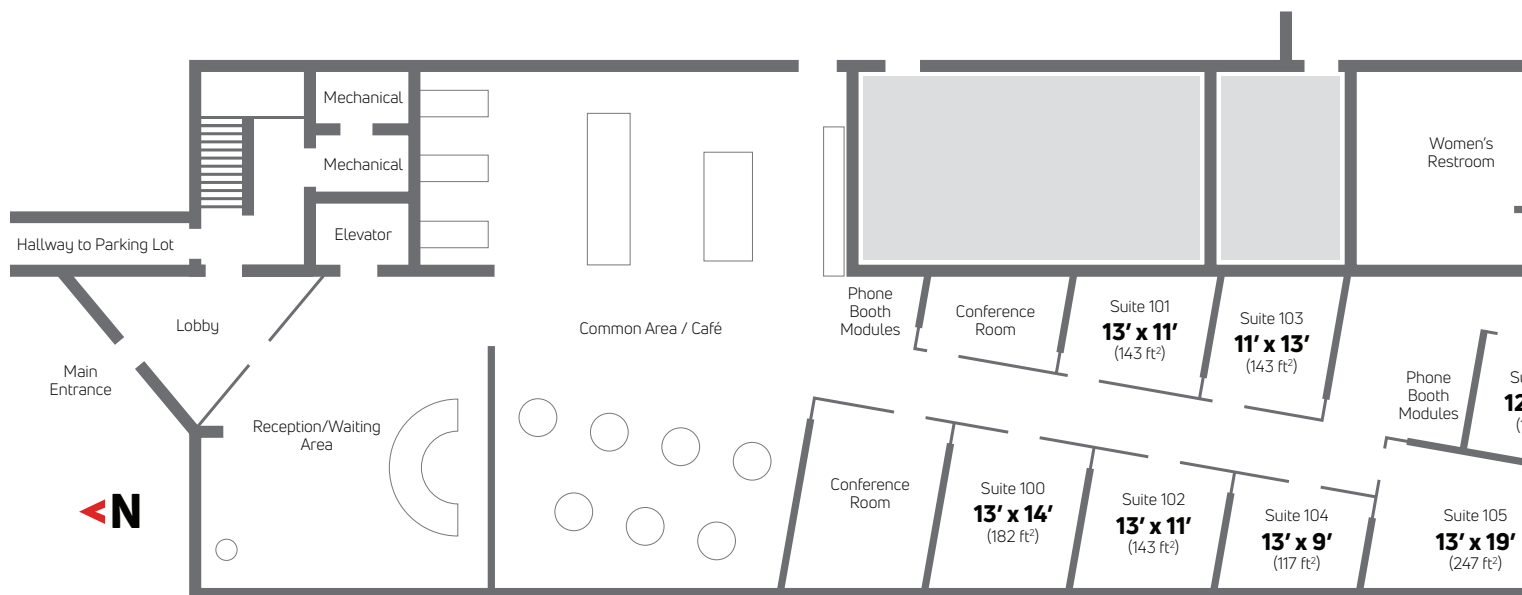 Mechanical
Mechanical
Elevator
Hallway to Parking Lot
Lobby
Main
Entrance
Reception/Waiting
Area
N
Common Area / Café
Phone
Booth
Modules
Conference
Room
Suite 101
13’ x 11’
(143 ft²)
Suite 103
11’ x 13’
(143 ft²)
Women’s
Restroom
Phone
Booth
Modules
Conference
Room
Suite 100
13’ x 14’
(182 ft²)
Suite 102
13’ x 11’
(143 ft²)
Suite 104
13’ x 9’
(117 ft²)
Suite 105
13’ x 19’
(247 ft²)